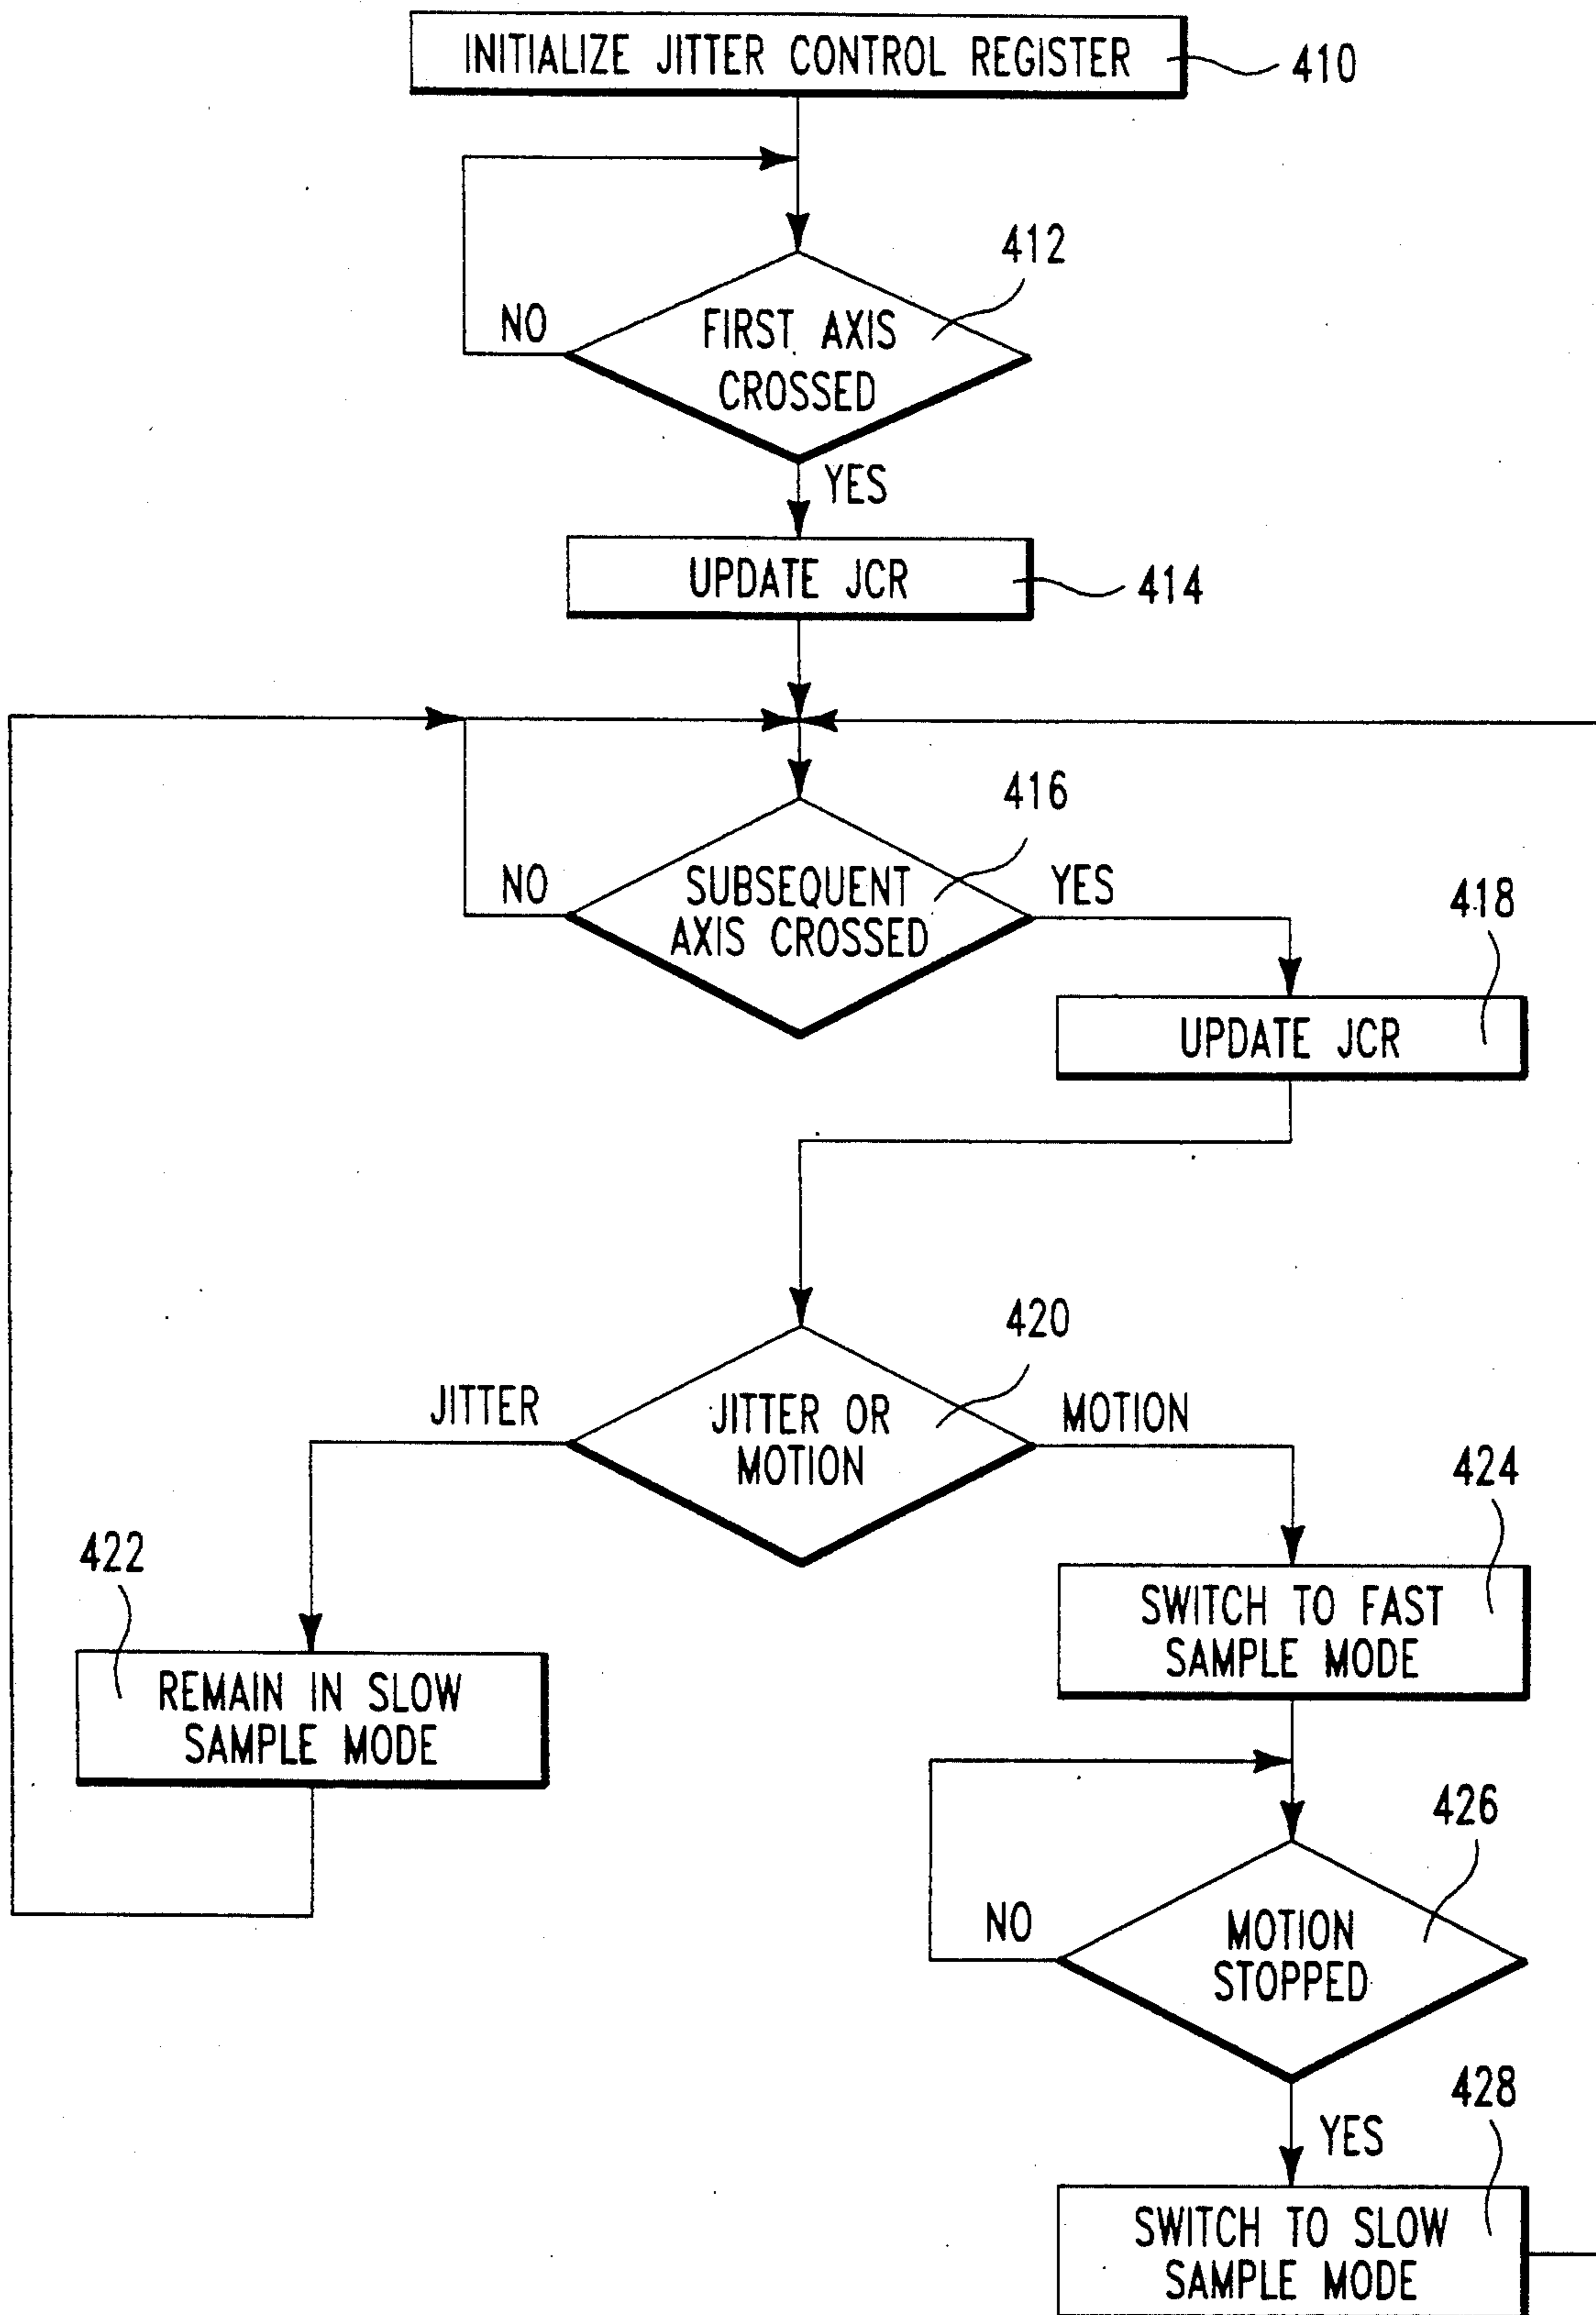 INITIALIZE JITTER CONTROL REGISTER
410
412
FIRST AXIS
CROSSED
NO
YES
UPDATE JCR
414
416
SUBSEQUENT
AXIS CROSSED
NO
YES
418
UPDATE JCR
420
JITTER OR
MOTION
JITTER
MOTION
422
REMAIN IN SLOW
SAMPLE MODE
424
SWITCH TO FAST
SAMPLE MODE
426
MOTION
STOPPED
NO
YES
428
SWITCH TO SLOW
SAMPLE MODE